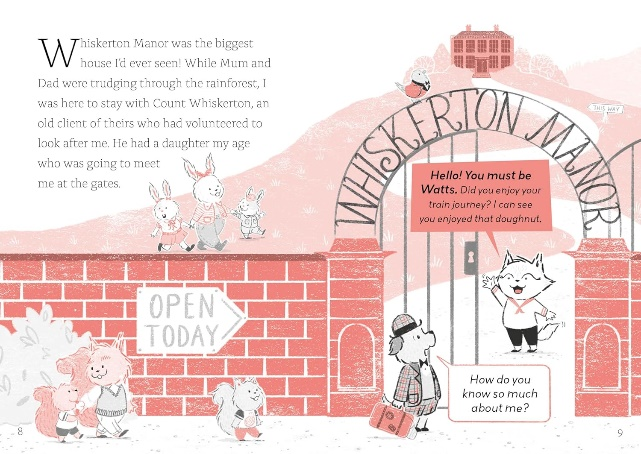 Whiskerton Manor was the biggest
house I'd ever seen! While Mum and
Dad were trudging through the rainforest, I
was here to stay with Count Whiskerton, an
old client of theirs who had volunteered to
look after me. He had a daughter my age
who was going to meet
me at the gates.
OPEN
TODAY
8
WHISKERTON MANOR
THIS WAY
Hello! You must be
Watts. Did you enjoy your
train journey? I can see
you enjoyed that doughnut.
How do you
know so much
about me?
9